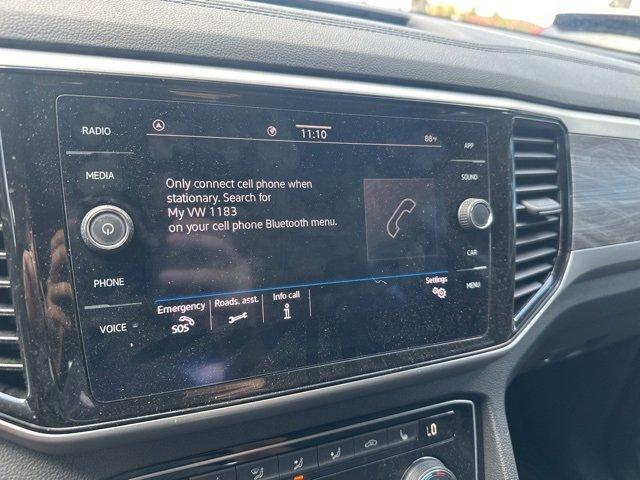 RADIO
MEDIA
PHONE
VOICE
11:10
88°F
Only connect cell phone when
stationary. Search for
My VW 1183
on your cell phone Bluetooth menu.
Emergency
SOS
Roads. asst.
Info call
Settings
APP
SOUND
CAR
MENU